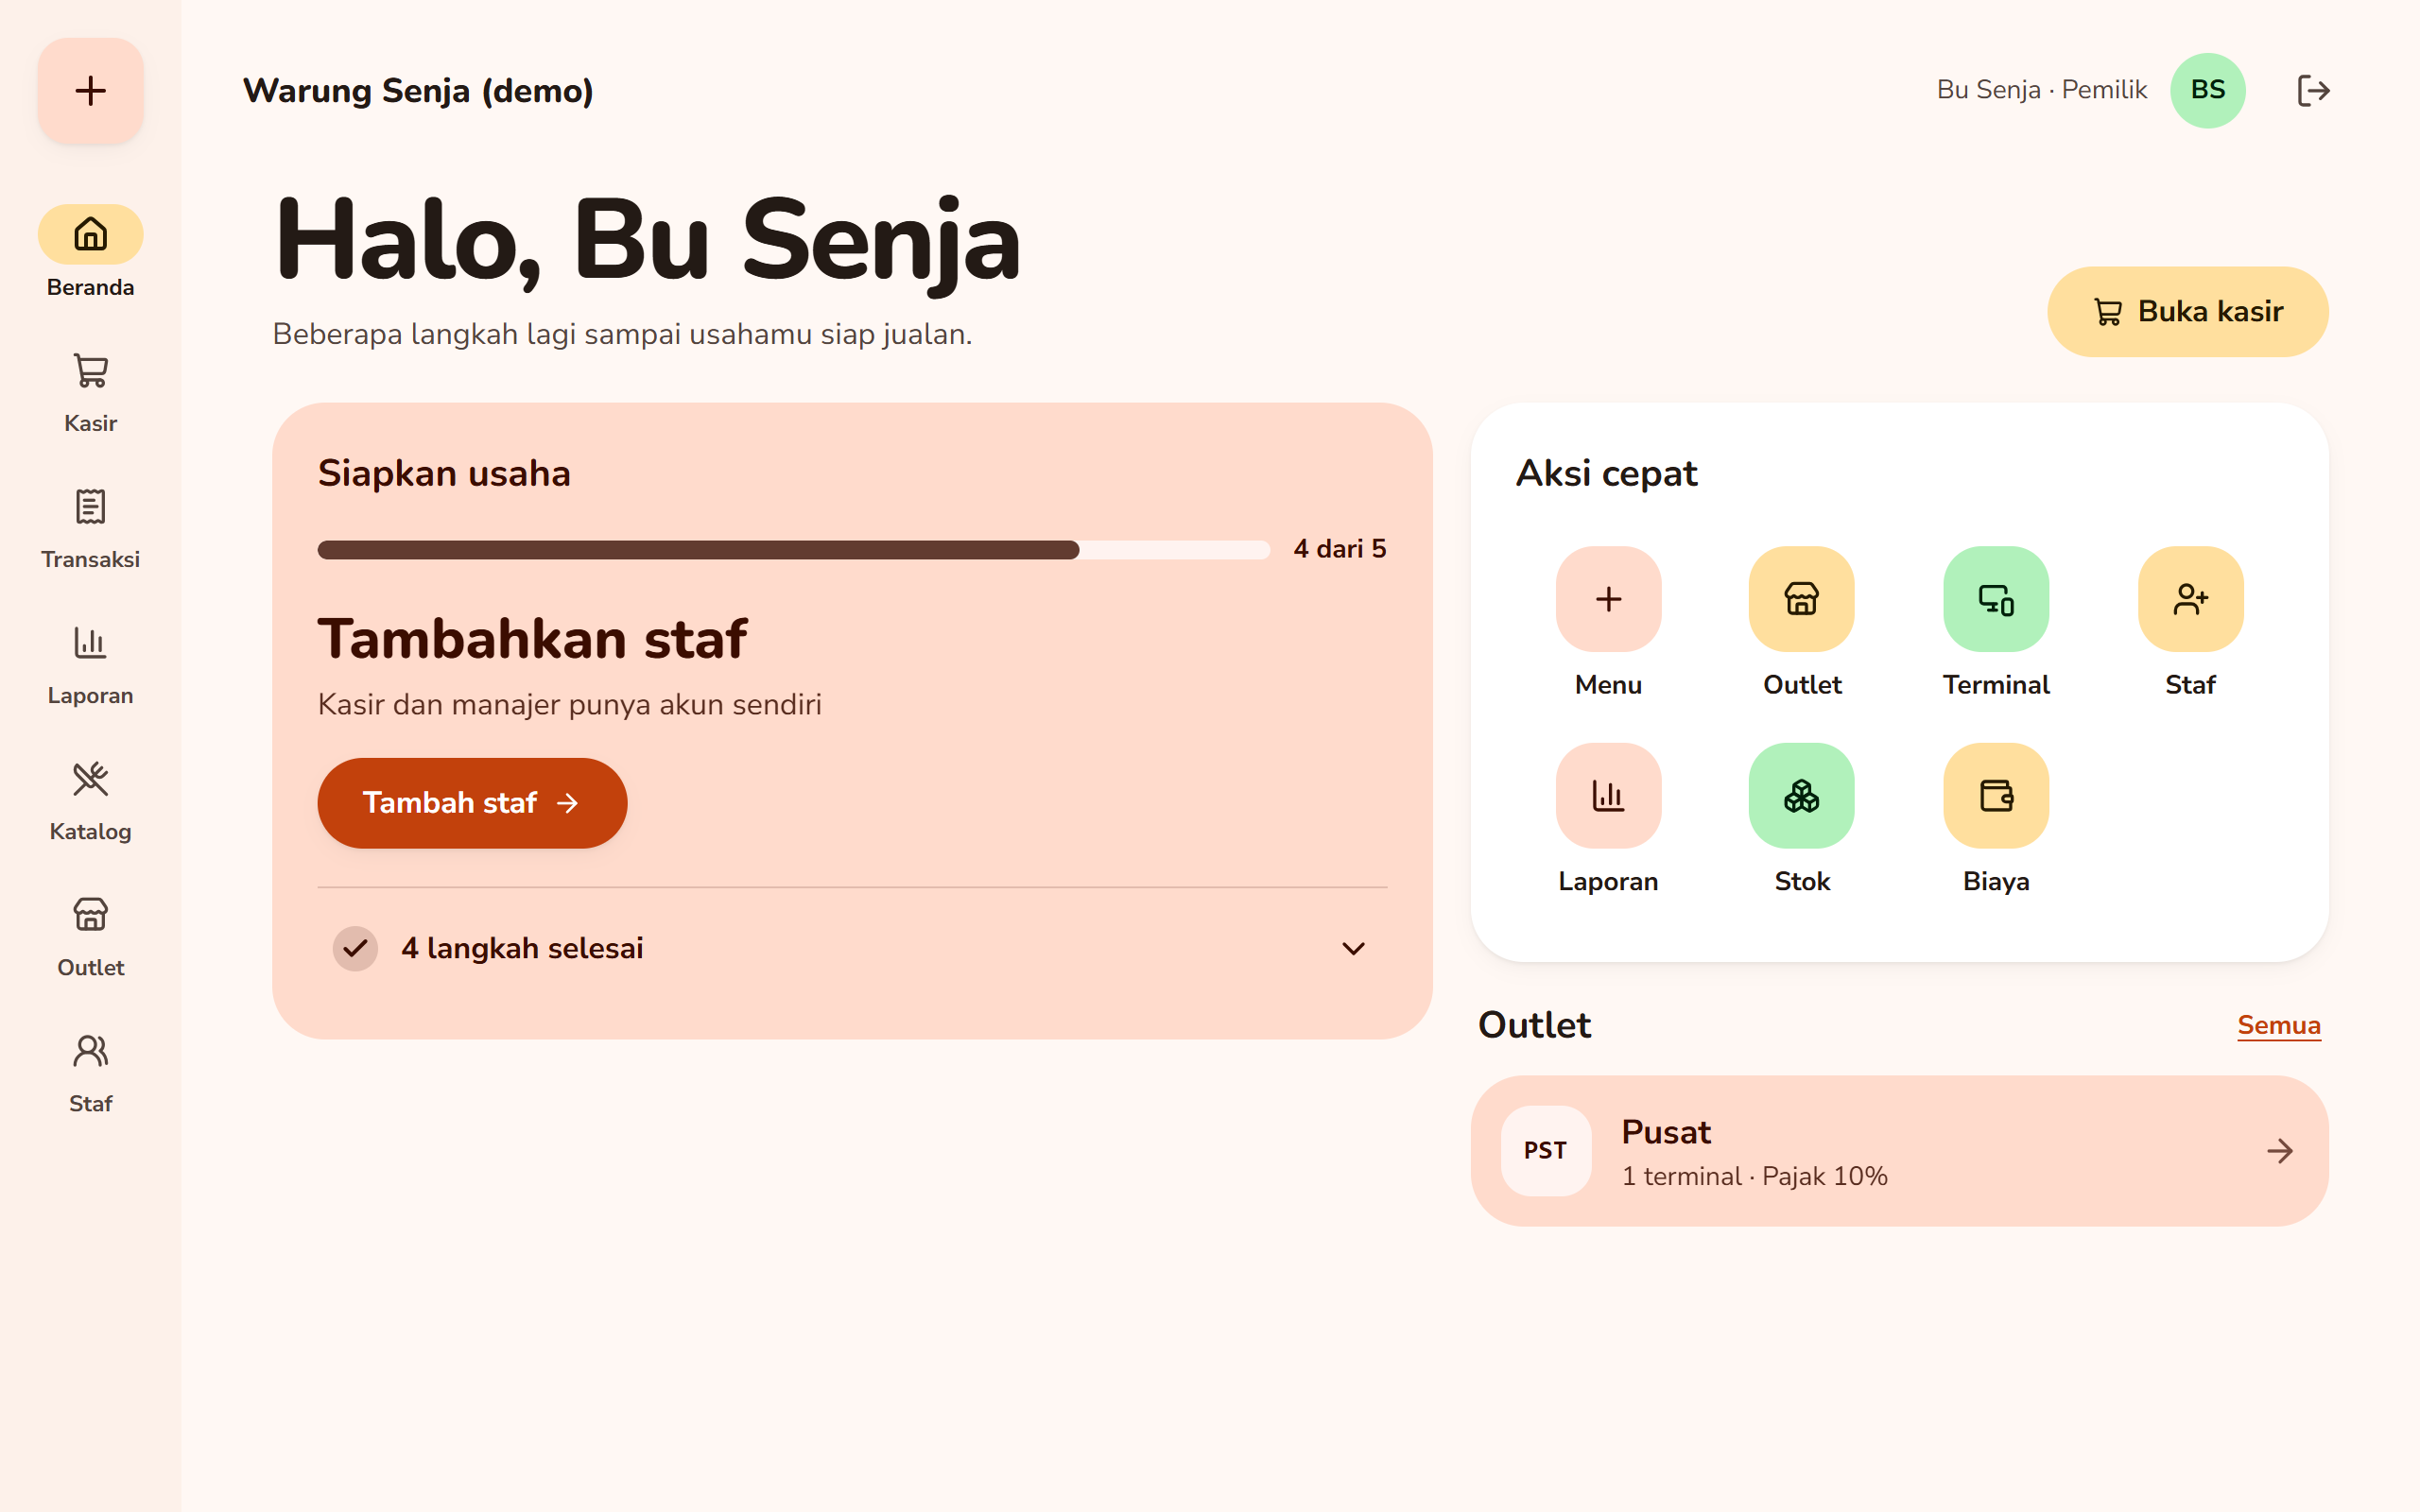 Beranda
Kasir
Transaksi
Laporan
Katalog
Outlet
Staf
Warung Senja (demo)
Bu Senja · Pemilik
BS
Halo, Bu Senja
Beberapa langkah lagi sampai usahamu siap jualan.
Buka kasir
Siapkan usaha
4 dari 5
Tambahkan staf
Kasir dan manajer punya akun sendiri
Tambah staf
4 langkah selesai
Aksi cepat
Menu
Outlet
Terminal
Staf
Laporan
Stok
Biaya
Outlet
Semua
PST
Pusat
1 terminal · Pajak 10%